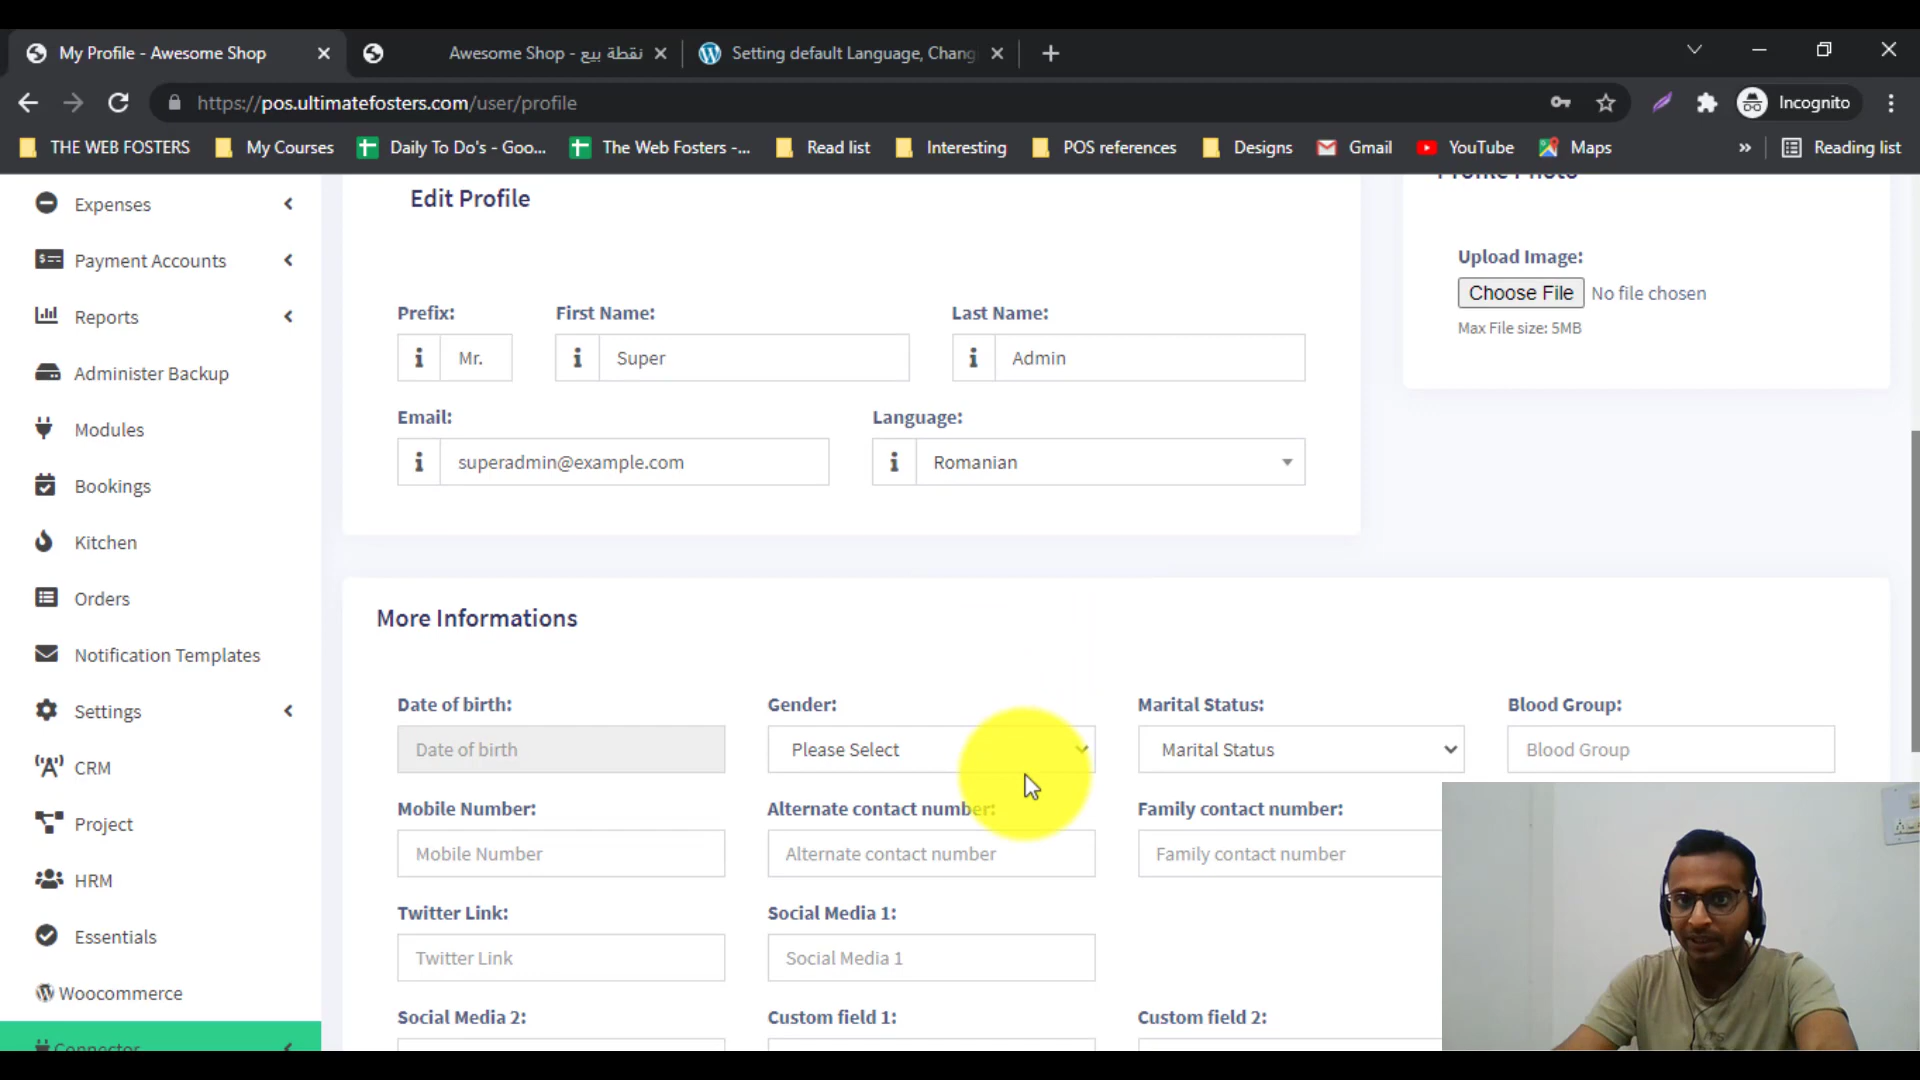 My Profile - Awesome Shop
Awesome Shop - نقطة بيع
Setting default Language, Chang
https://pos.ultimatefosters.com/user/profile
Incognito
THE WEB FOSTERS
My Courses
Daily To Do's - Goo...
The Web Fosters -...
Read list
Interesting
POS references
Designs
Gmail
YouTube
Maps
»
Reading list
Expenses
Payment Accounts
Reports
Administer Backup
Modules
Bookings
Kitchen
Orders
Notification Templates
Settings
CRM
Project
HRM
Essentials
Woocommerce
Connector
Edit Profile
Profile Photo
Upload Image:
Choose File No file chosen
Max File size: 5MB
Prefix:
First Name:
Last Name:
Mr.
Super
Admin
Email:
Language:
superadmin@example.com
Romanian
More Informations
Date of birth:
Gender:
Marital Status:
Blood Group:
Date of birth
Please Select
Marital Status
Blood Group
Mobile Number:
Alternate contact number:
Family contact number:
Mobile Number
Alternate contact number
Family contact number
Twitter Link:
Social Media 1:
Twitter Link
Social Media 1
Social Media 2:
Custom field 1:
Custom field 2: